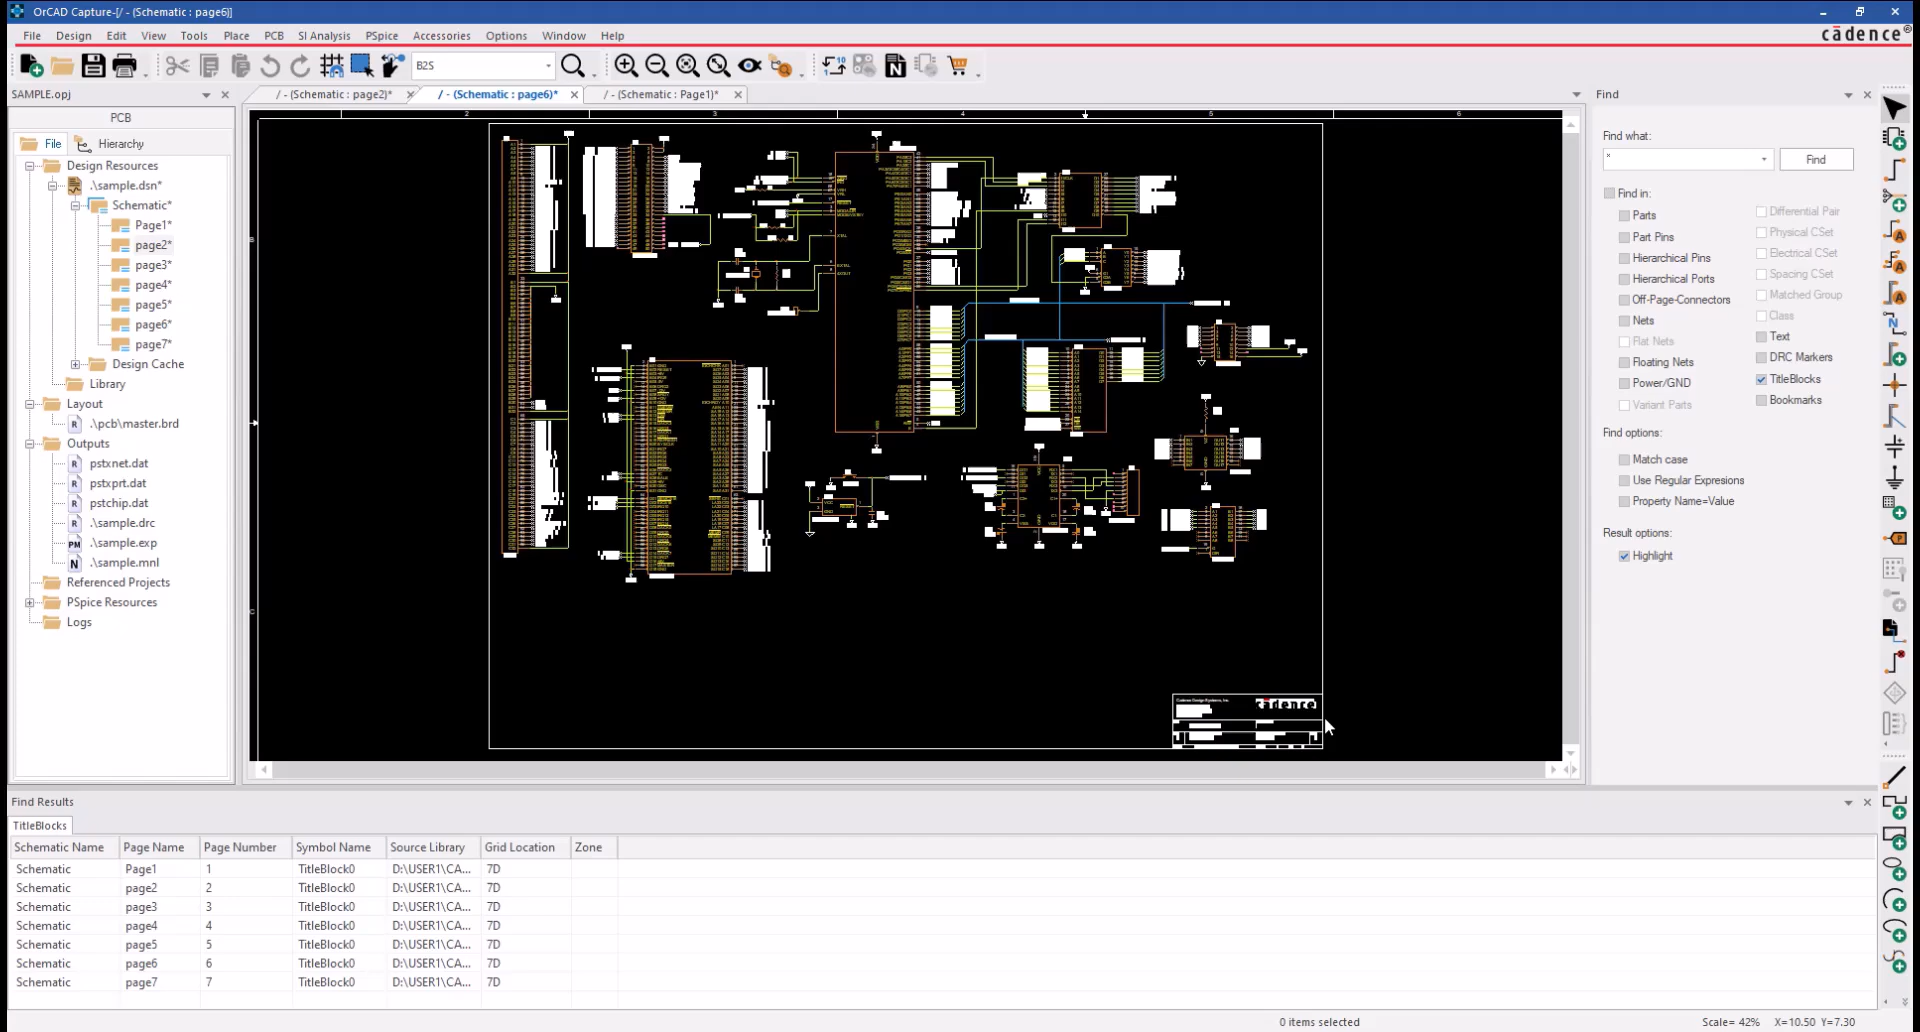 OrCAD Capture-[/ - (Schematic : page6)]
File Design Edit View Tools Place PCB SI Analysis PSpice Accessories Options Window Help
cādence®
B2S
SAMPLE.opj
/ - (Schematic : page2)* / - (Schematic : page6)* / - (Schematic : Page1)*
PCB
File Hierarchy
Design Resources
.\sample.dsn*
Schematic*
Page1*
page2*
page3*
page4*
page5*
page6*
page7*
Design Cache
Library
Layout
.\pcb\master.brd
Outputs
pstxnet.dat
pstxprt.dat
pstchip.dat
.\sample.drc
.\sample.exp
.\sample.mnl
Referenced Projects
PSpice Resources
Logs
2 3 4 5 6
B
C
Cadence Design Systems, Inc.
cadence
Find
Find what:
*
Find
Find in:
Parts
Part Pins
Hierarchical Pins
Hierarchical Ports
Off-Page-Connectors
Nets
Flat Nets
Floating Nets
Power/GND
Variant Parts
Differential Pair
Physical CSet
Electrical CSet
Spacing CSet
Matched Group
Class
Text
DRC Markers
TitleBlocks
Bookmarks
Find options:
Match case
Use Regular Expresions
Property Name=Value
Result options:
Highlight
Find Results
TitleBlocks
Schematic Name Page Name Page Number Symbol Name Source Library Grid Location Zone
Schematic Page1 1 TitleBlock0 D:\USER1\CA... 7D
Schematic page2 2 TitleBlock0 D:\USER1\CA... 7D
Schematic page3 3 TitleBlock0 D:\USER1\CA... 7D
Schematic page4 4 TitleBlock0 D:\USER1\CA... 7D
Schematic page5 5 TitleBlock0 D:\USER1\CA... 7D
Schematic page6 6 TitleBlock0 D:\USER1\CA... 7D
Schematic page7 7 TitleBlock0 D:\USER1\CA... 7D
0 items selected
Scale= 42% X=10.50 Y=7.30